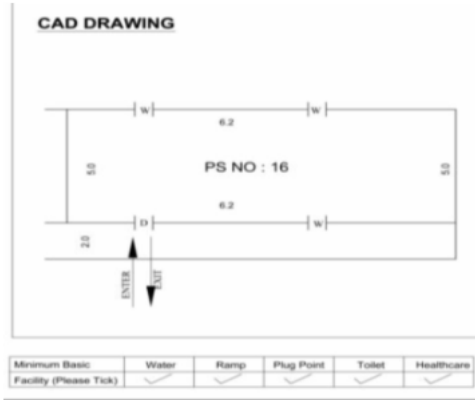 CAD DRAWING
W W
6.2
5.0 PS NO : 16 5.0
6.2
D W
2.0
ENTER EXIT
Minimum Basic Water Ramp Plug Point Toilet Healthcare
Facility (Please Tick)